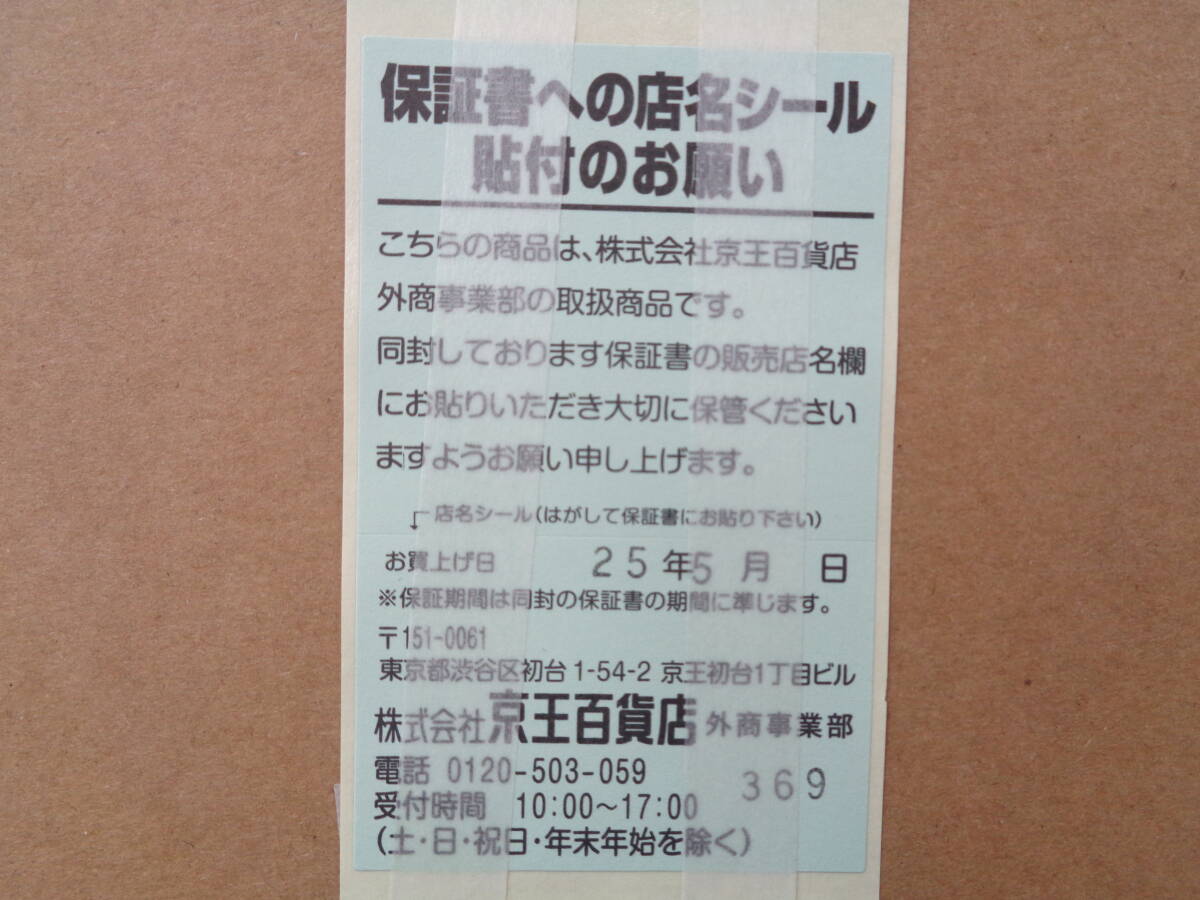 保証書への店名シール
貼付のお願い
こちらの商品は、株式会社京王百貨店
外商事業部の取扱商品です。
同封しております保証書の販売店名欄
にお貼りいただき大切に保管ください
ますようお願い申し上げます。
店名シール(はがして保証書にお貼り下さい)
お買上げ日 25年5月 日
※保証期間は同封の保証書の期間に準じます。
〒151-0061
東京都渋谷区初台1-54-2 京王初台1丁目ビル
株式会社京王百貨店 外商事業部
電話 0120-503-059 369
受付時間 10:00～17:00
(土・日・祝日・年末年始を除く)